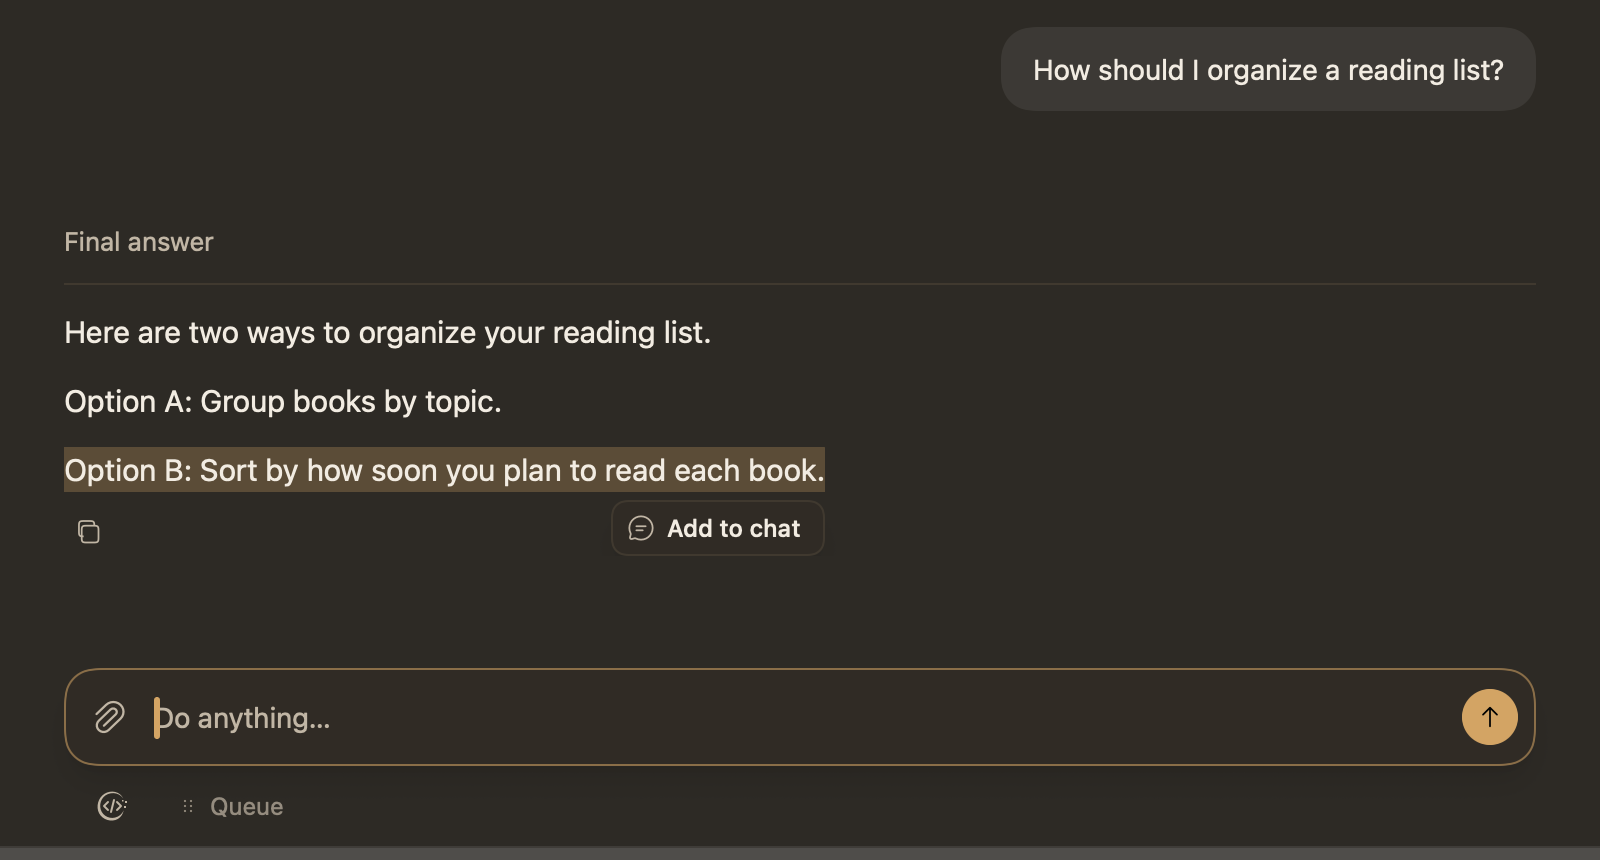 How should I organize a reading list?
Final answer
Here are two ways to organize your reading list.
Option A: Group books by topic.
Option B: Sort by how soon you plan to read each book.
Add to chat
Do anything...
Queue